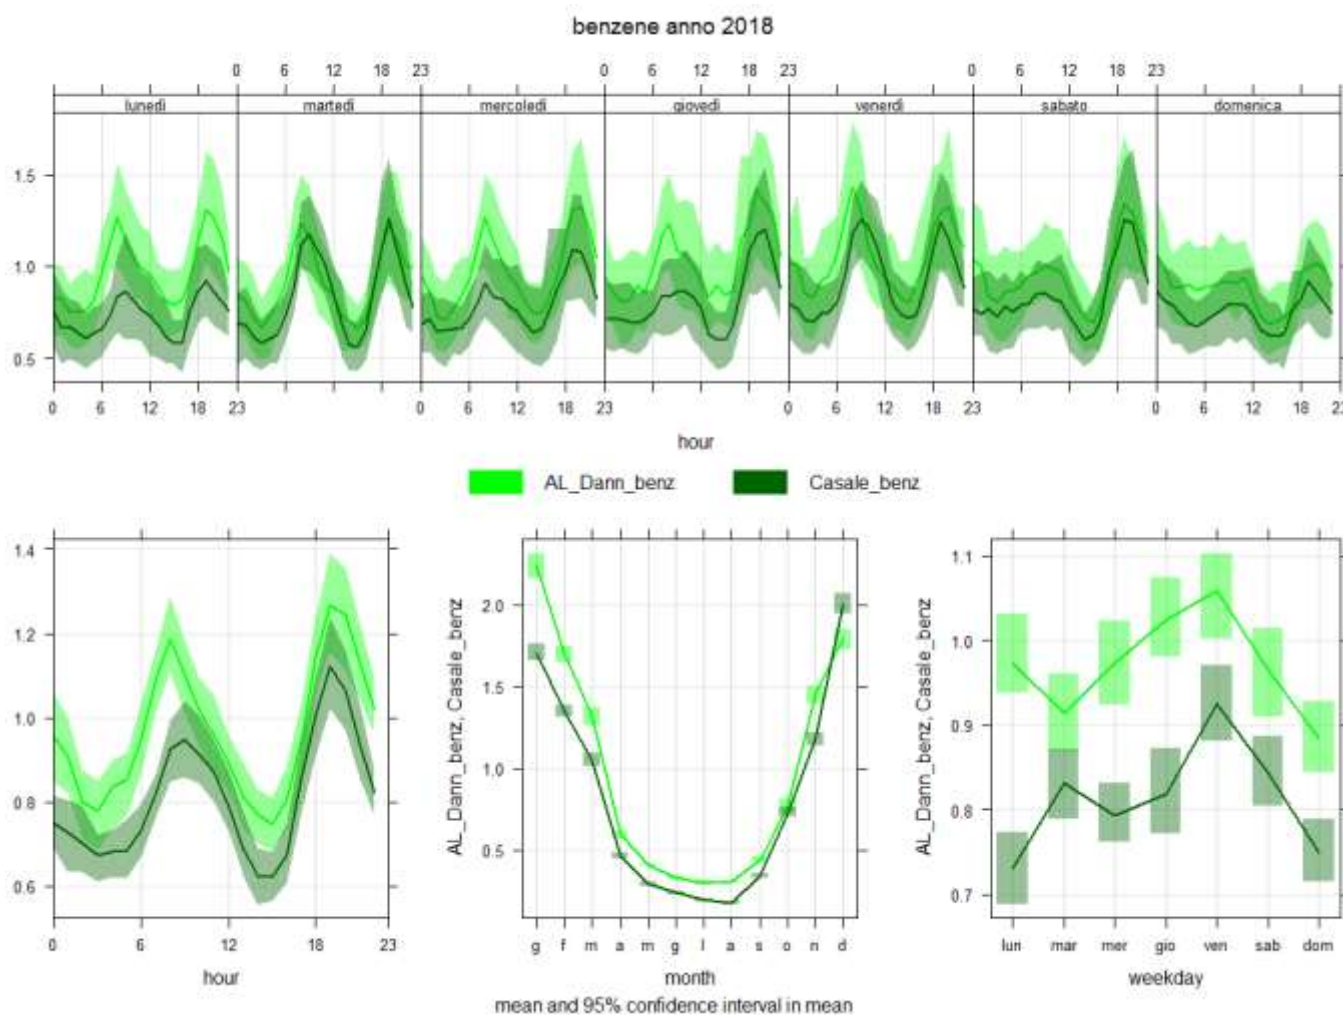 benzene anno 2018
0 6 12 18 23 0 6 12 18 23 0 6 12 18 23
lunedì martedì mercoledì giovedì venerdì sabato domenica
1.5
1.0
0.5
0 6 12 18 23 0 6 12 18 23 0 6 12 18 23 0 6 12 18 23
hour
AL_Dann_benz Casale_benz
1.4
1.2
1.0
0.8
0.6
0 6 12 18 23
hour
AL_Dann_benz, Casale_benz
2.0
1.5
1.0
0.5
g f m a m g l a s o n d
month
mean and 95% confidence interval in mean
AL_Dann_benz, Casale_benz
1.1
1.0
0.9
0.8
0.7
lun mar mer gio ven sab dom
weekday